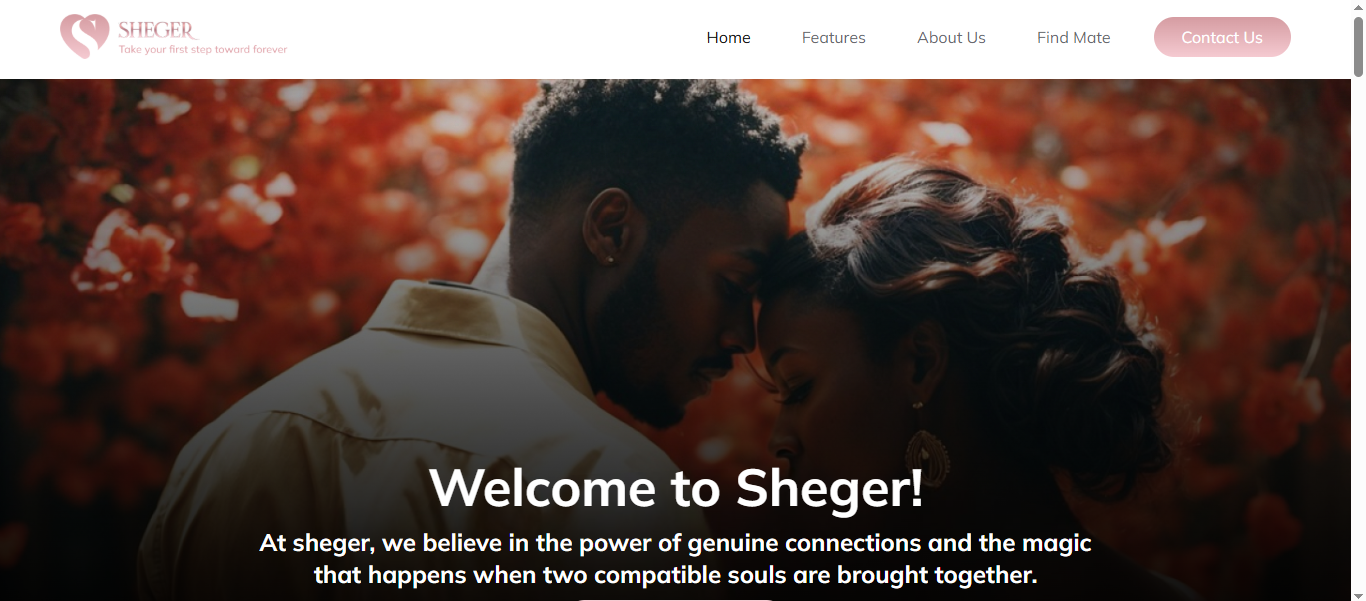 SHEGER
Take your first step toward forever
Home
Features
About Us
Find Mate
Contact Us
Welcome to Sheger!
At sheger, we believe in the power of genuine connections and the magic
that happens when two compatible souls are brought together.